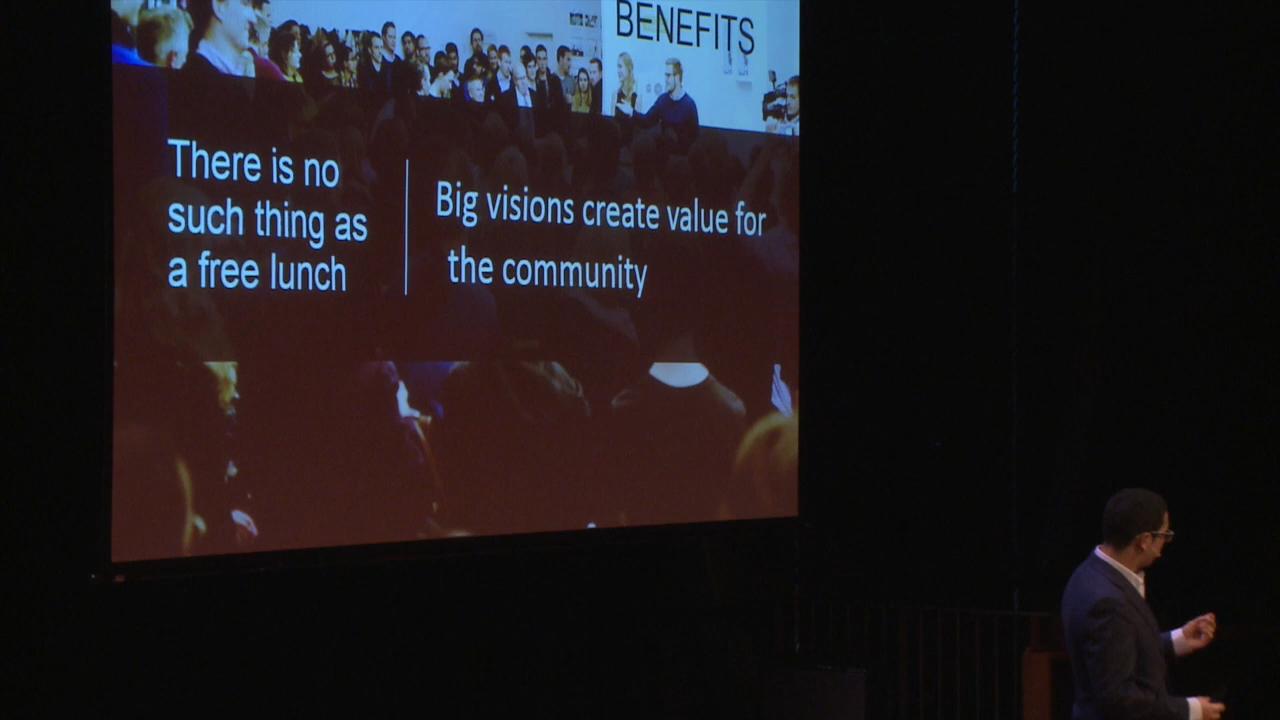 BENEFITS
There is no
such thing as
a free lunch
Big visions create value for
the community